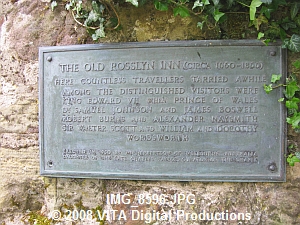 THE OLD ROSSLYN INN (CIRC. 1660-1866)
HERE COUNTLESS TRAVELLERS TARRIED AWHILE
AMONG THE DISTINGUISHED VISITORS WERE
KING EDWARD VII WHEN PRINCE OF WALES
DR SAMUEL JOHNSON AND JAMES BOSWELL
ROBERT BURNS AND ALEXANDER NASMYTH
SIR WALTER SCOTT AND WILLIAM AND DOROTHY
WORDSWORTH
IMG_8596.JPG
© 2008 VITA Digital Productions